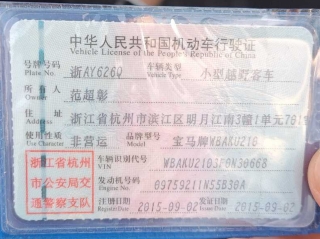 中华人民共和国机动车行驶证
Vehicle License of the People's Republic of China
号牌号码 浙AY626Q 车辆类型 小型越野客车
Plate No. Vehicle Type
所有人 范超彭
Owner
住址 浙江省杭州市滨江区明月江南3幢1单元
Address
使用性质 非营运 品牌型号 宝马牌WBAKU210
Use Character Model
浙江省杭州
市公安局交
通警察支队
车辆识别代号
VIN
发动机号码
Engine No.
注册日期 2015-09-02 发证日期 2015-09-02
Register Date Issue Date